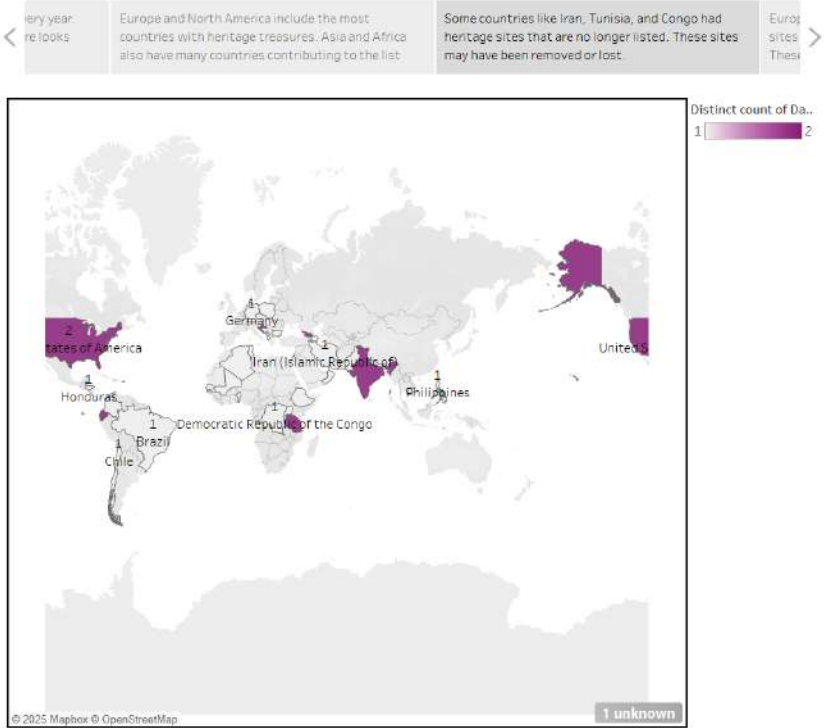 ery year.
re looks
Europe and North America include the most
countries with heritage treasures. Asia and Africa
also have many countries contributing to the list
Some countries like Iran, Tunisia, and Congo had
heritage sites that are no longer listed. These sites
may have been removed or lost.
Europ
sites
These
Distinct count of Da..
1
2
1
Germany
2
tates of America
1
Iran (Islamic Republic of)
United S
1
Honduras
1
Philippines
1
Democratic Republic of the Congo
1
Brazil
1
Chile
© 2025 Mapbox © OpenStreetMap
1 unknown